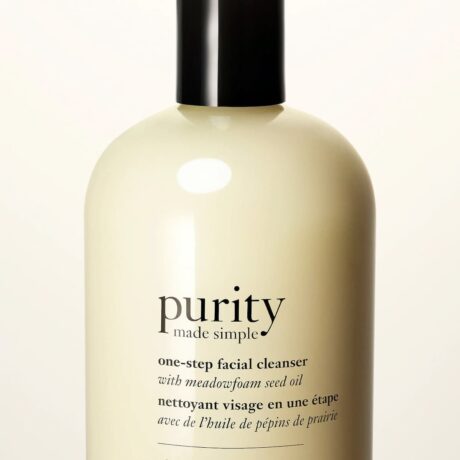 purity
made simple
one-step facial cleanser
with meadowfoam seed oil
nettoyant visage en une étape
avec de l'huile de pépins de prairie